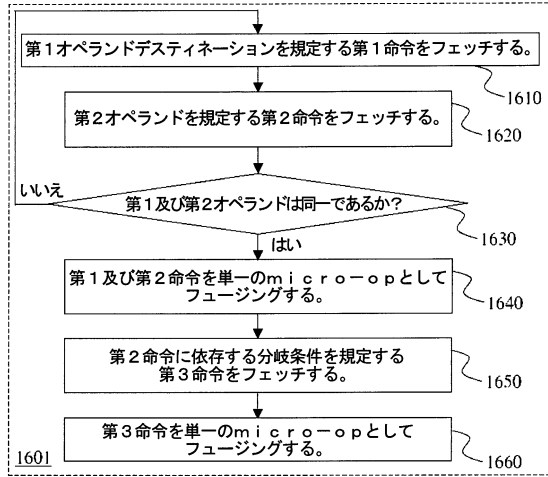 第1オペランドデスティネーションを規定する第1命令をフェッチする。
1610
第2オペランドを規定する第2命令をフェッチする。
1620
いいえ
第1及び第2オペランドは同一であるか？
1630
はい
第1及び第2命令を単一のｍｉｃｒｏ－ｏｐとして
フュージングする。
1640
第2命令に依存する分岐条件を規定する
第3命令をフェッチする。
1650
第3命令を単一のｍｉｃｒｏ－ｏｐとして
フュージングする。
1660
1601